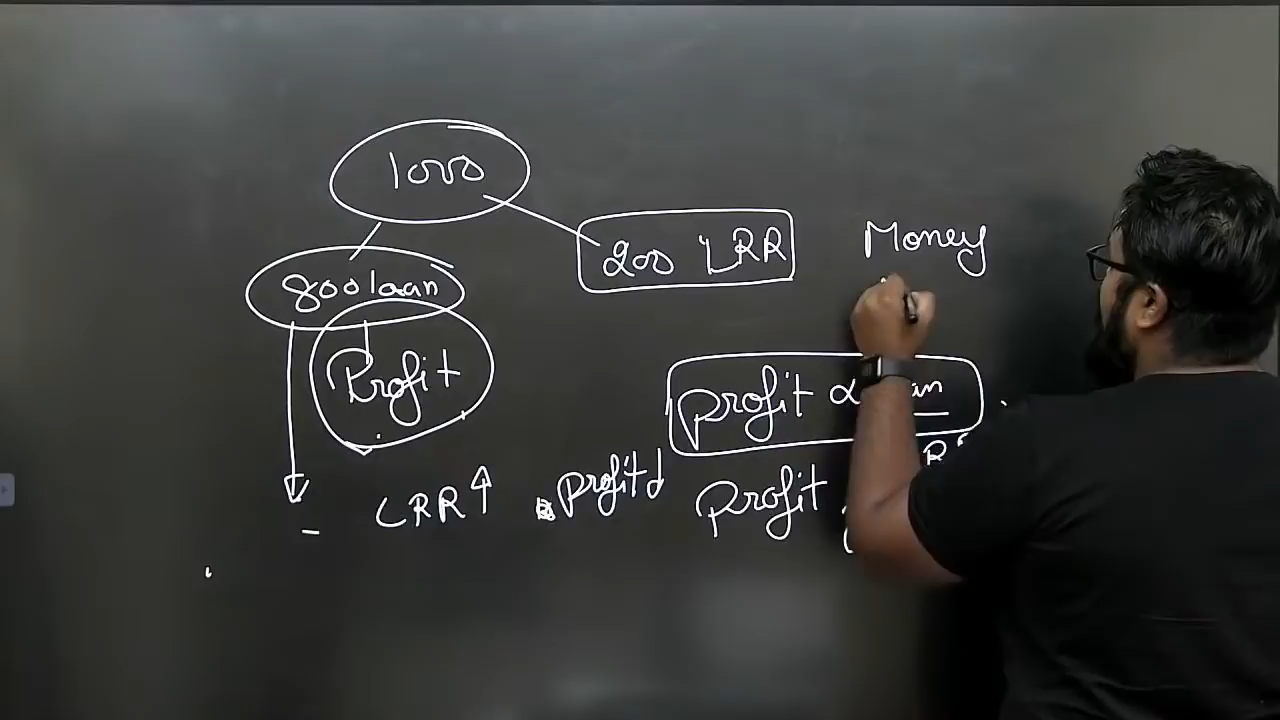 1000
200 LRR
Money
800 loan
Profit
Profit α
LRR↑ Profit↓ Profit